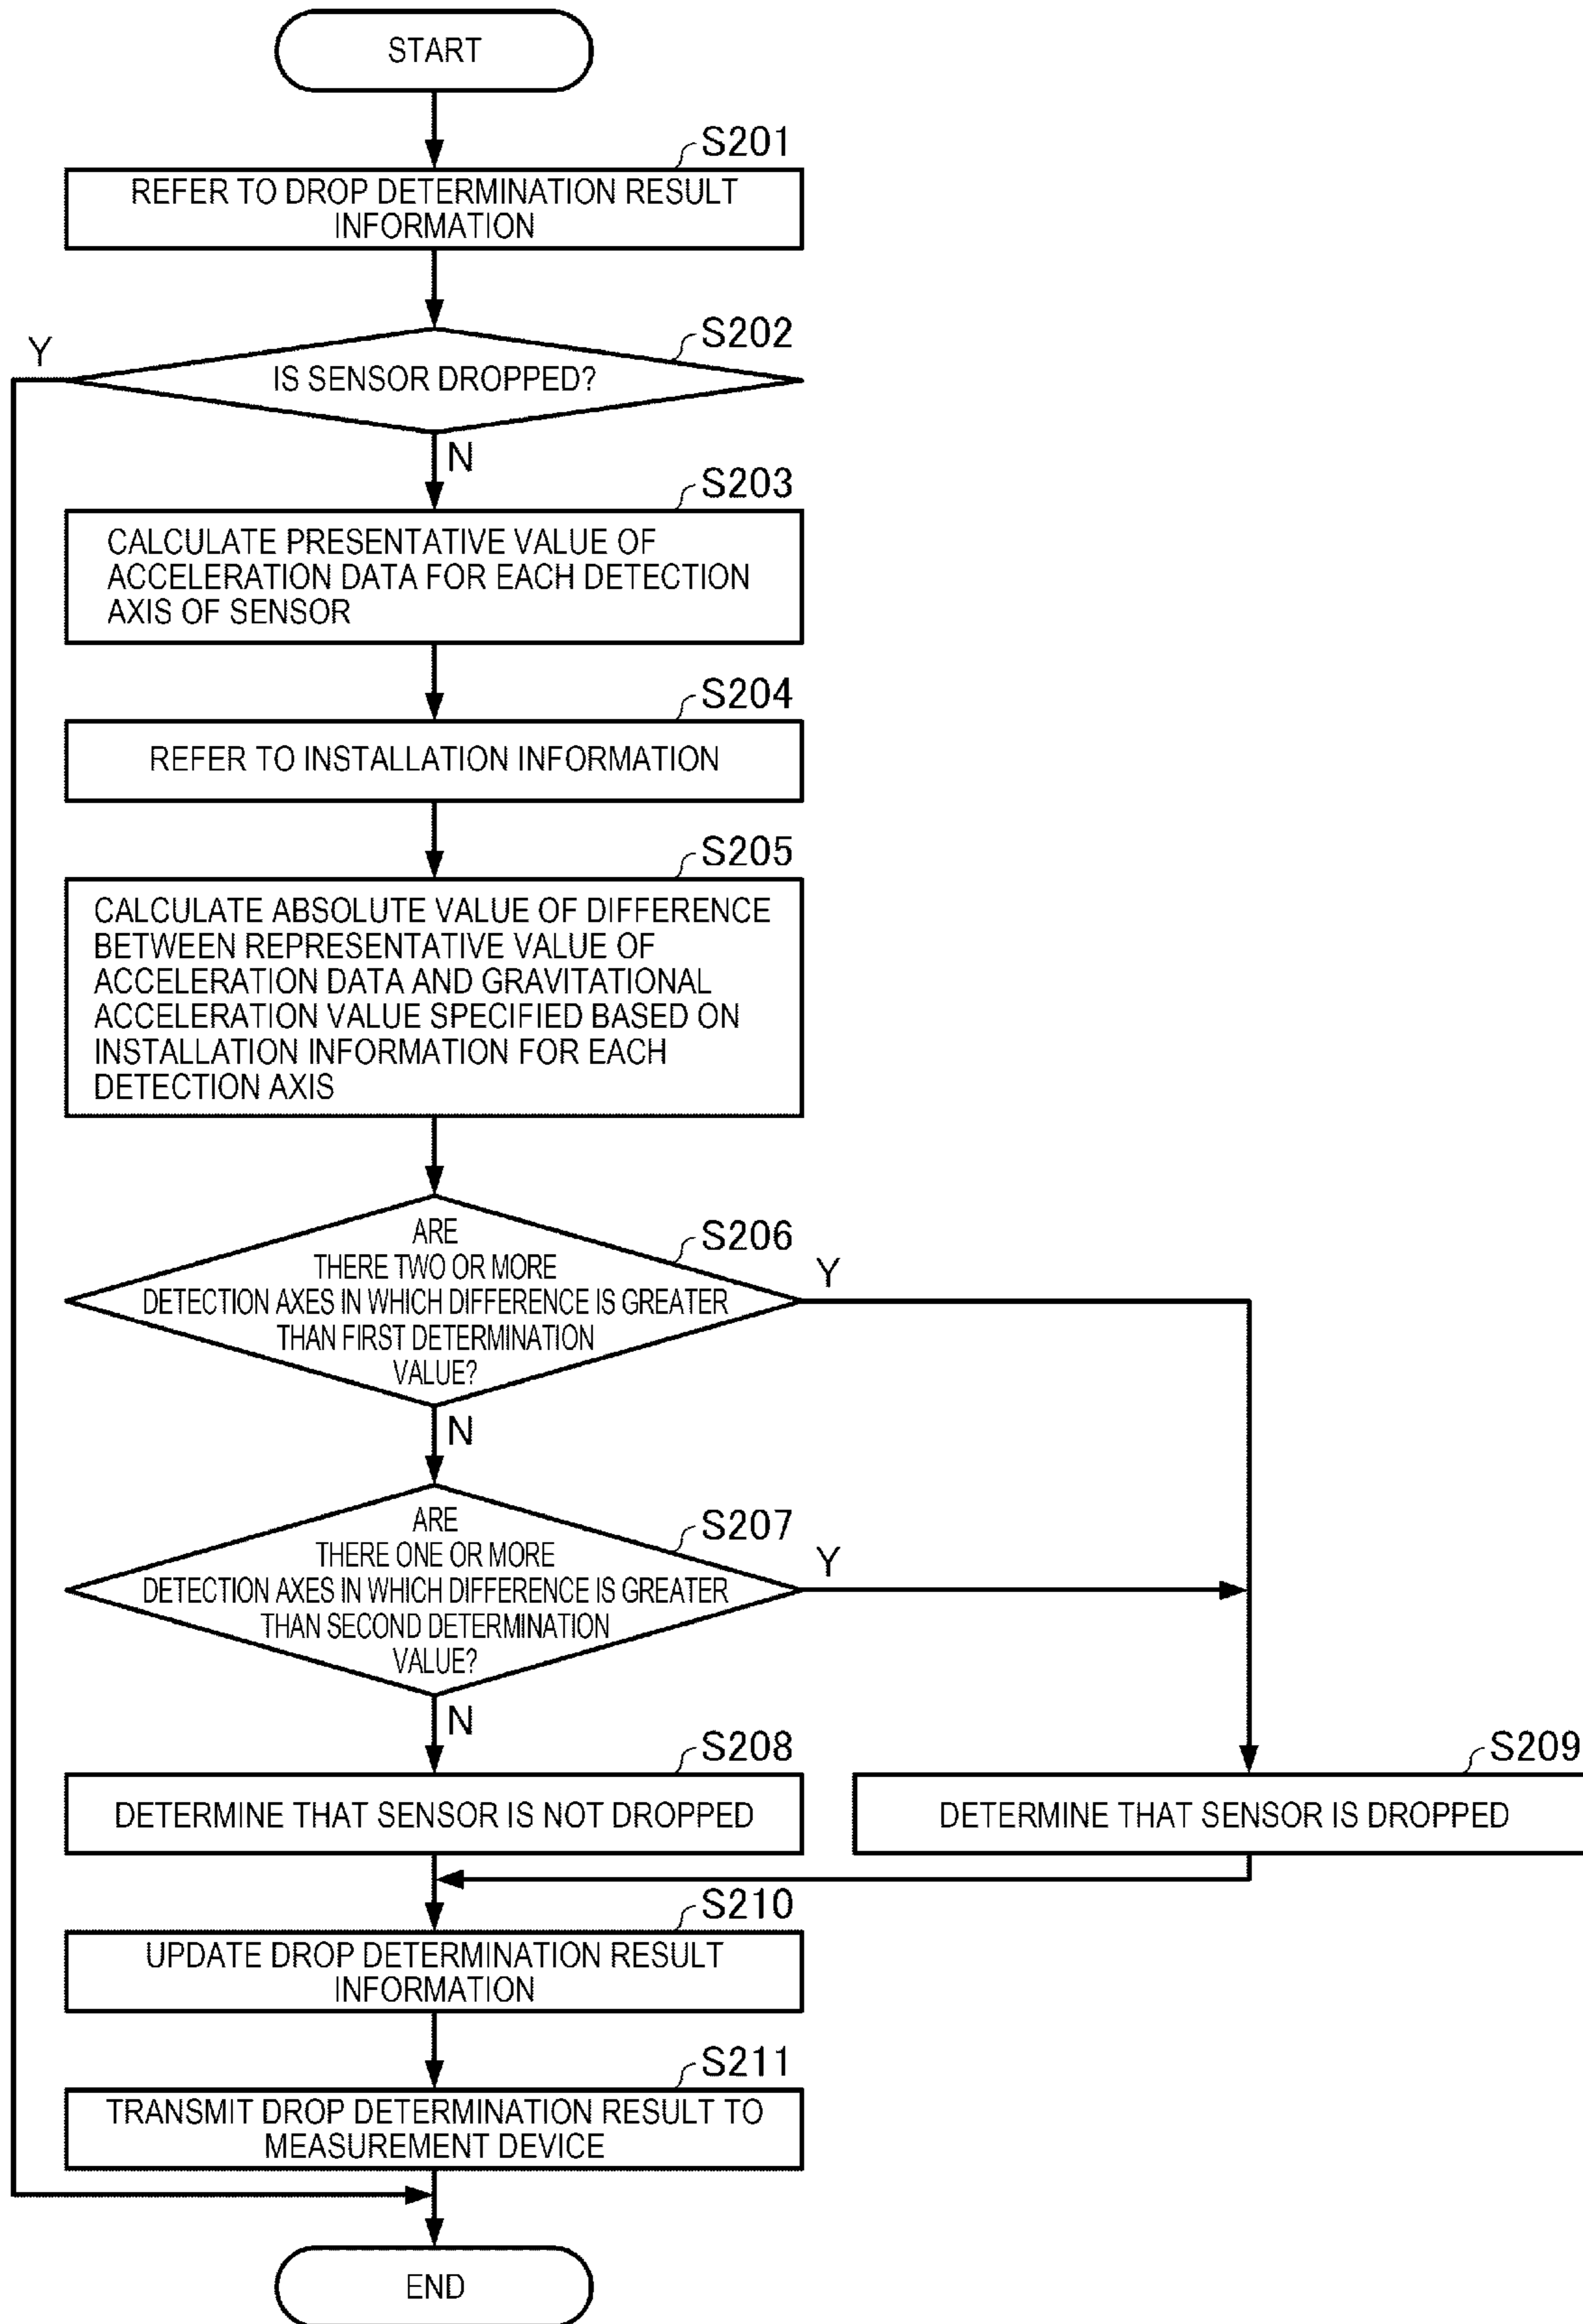 START
S201
REFER TO DROP DETERMINATION RESULT
INFORMATION
S202
Y
IS SENSOR DROPPED?
N
S203
CALCULATE PRESENTATIVE VALUE OF
ACCELERATION DATA FOR EACH DETECTION
AXIS OF SENSOR
S204
REFER TO INSTALLATION INFORMATION
S205
CALCULATE ABSOLUTE VALUE OF DIFFERENCE
BETWEEN REPRESENTATIVE VALUE OF
ACCELERATION DATA AND GRAVITATIONAL
ACCELERATION VALUE SPECIFIED BASED ON
INSTALLATION INFORMATION FOR EACH
DETECTION AXIS
S206
ARE
THERE TWO OR MORE
DETECTION AXES IN WHICH DIFFERENCE IS GREATER
THAN FIRST DETERMINATION
VALUE?
Y
N
S207
ARE
THERE ONE OR MORE
DETECTION AXES IN WHICH DIFFERENCE IS GREATER
THAN SECOND DETERMINATION
VALUE?
Y
N
S208
DETERMINE THAT SENSOR IS NOT DROPPED
S209
DETERMINE THAT SENSOR IS DROPPED
S210
UPDATE DROP DETERMINATION RESULT
INFORMATION
S211
TRANSMIT DROP DETERMINATION RESULT TO
MEASUREMENT DEVICE
END